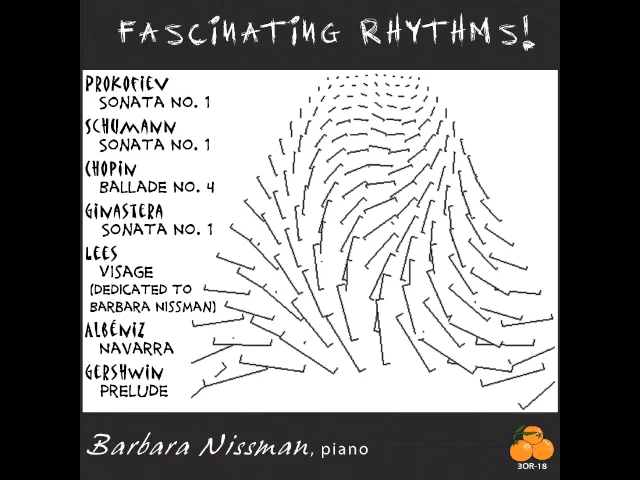 FASCINATING RHYTHMS!
PROKOFIEV
SONATA NO. 1
SCHUMANN
SONATA NO. 1
CHOPIN
BALLADE NO. 4
GINASTERA
SONATA NO. 1
LEES
VISAGE
(DEDICATED TO
BARBARA NISSMAN)
ALBÉNIZ
NAVARRA
GERSHWIN
PRELUDE
Barbara Nissman, piano
3OR-18